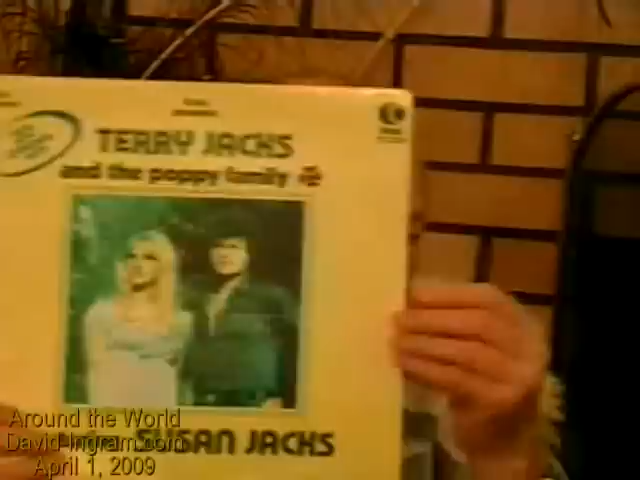 TERRY JACKS
and the poppy family
SUSAN JACKS
Around the World
David-Ingram.com
April 1, 2009